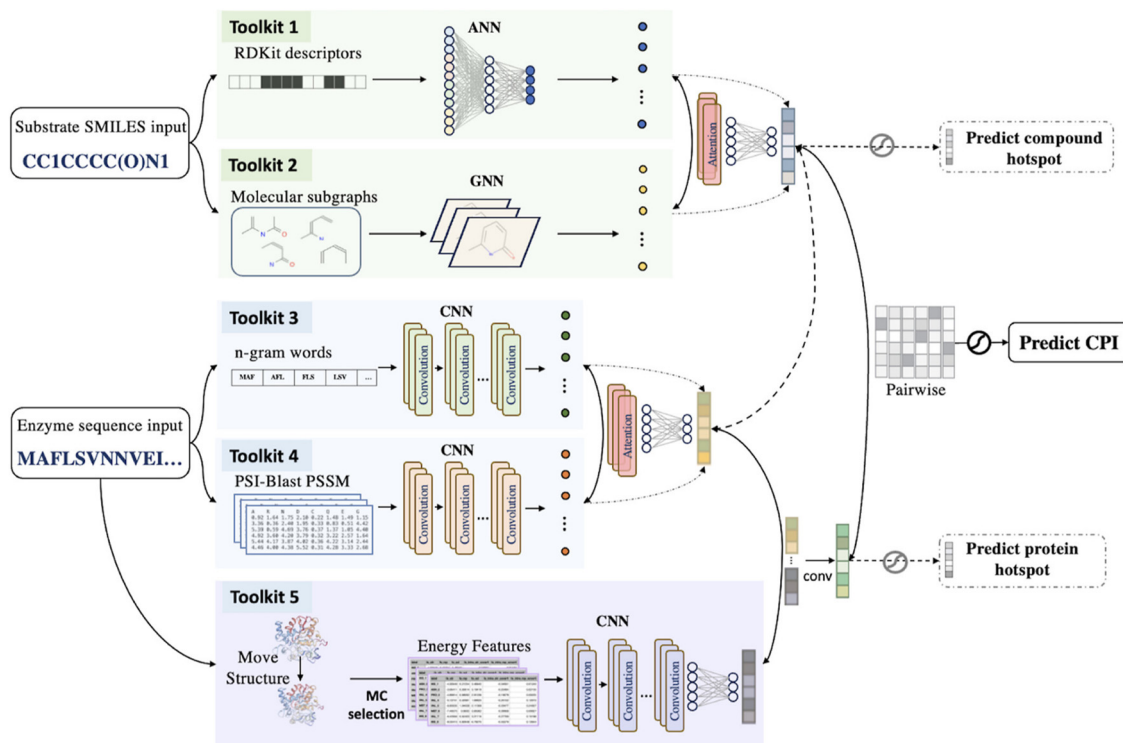 Toolkit 1
RDKit descriptors
ANN
Substrate SMILES input
CC1CCCC(O)N1
Toolkit 2
Molecular subgraphs
GNN
Attention
Predict compound
hotspot
Toolkit 3
n-gram words
MAF AFL FLS LSV ...
CNN
Convolution
Convolution
...
Convolution
Enzyme sequence input
MAFLSVNNVEI...
Toolkit 4
PSI-Blast PSSM
CNN
Convolution
Convolution
...
Convolution
Attention
Pairwise
Predict CPI
conv
Predict protein
hotspot
Toolkit 5
Move
Structure
MC
selection
Energy Features
CNN
Convolution
Convolution
...
Convolution